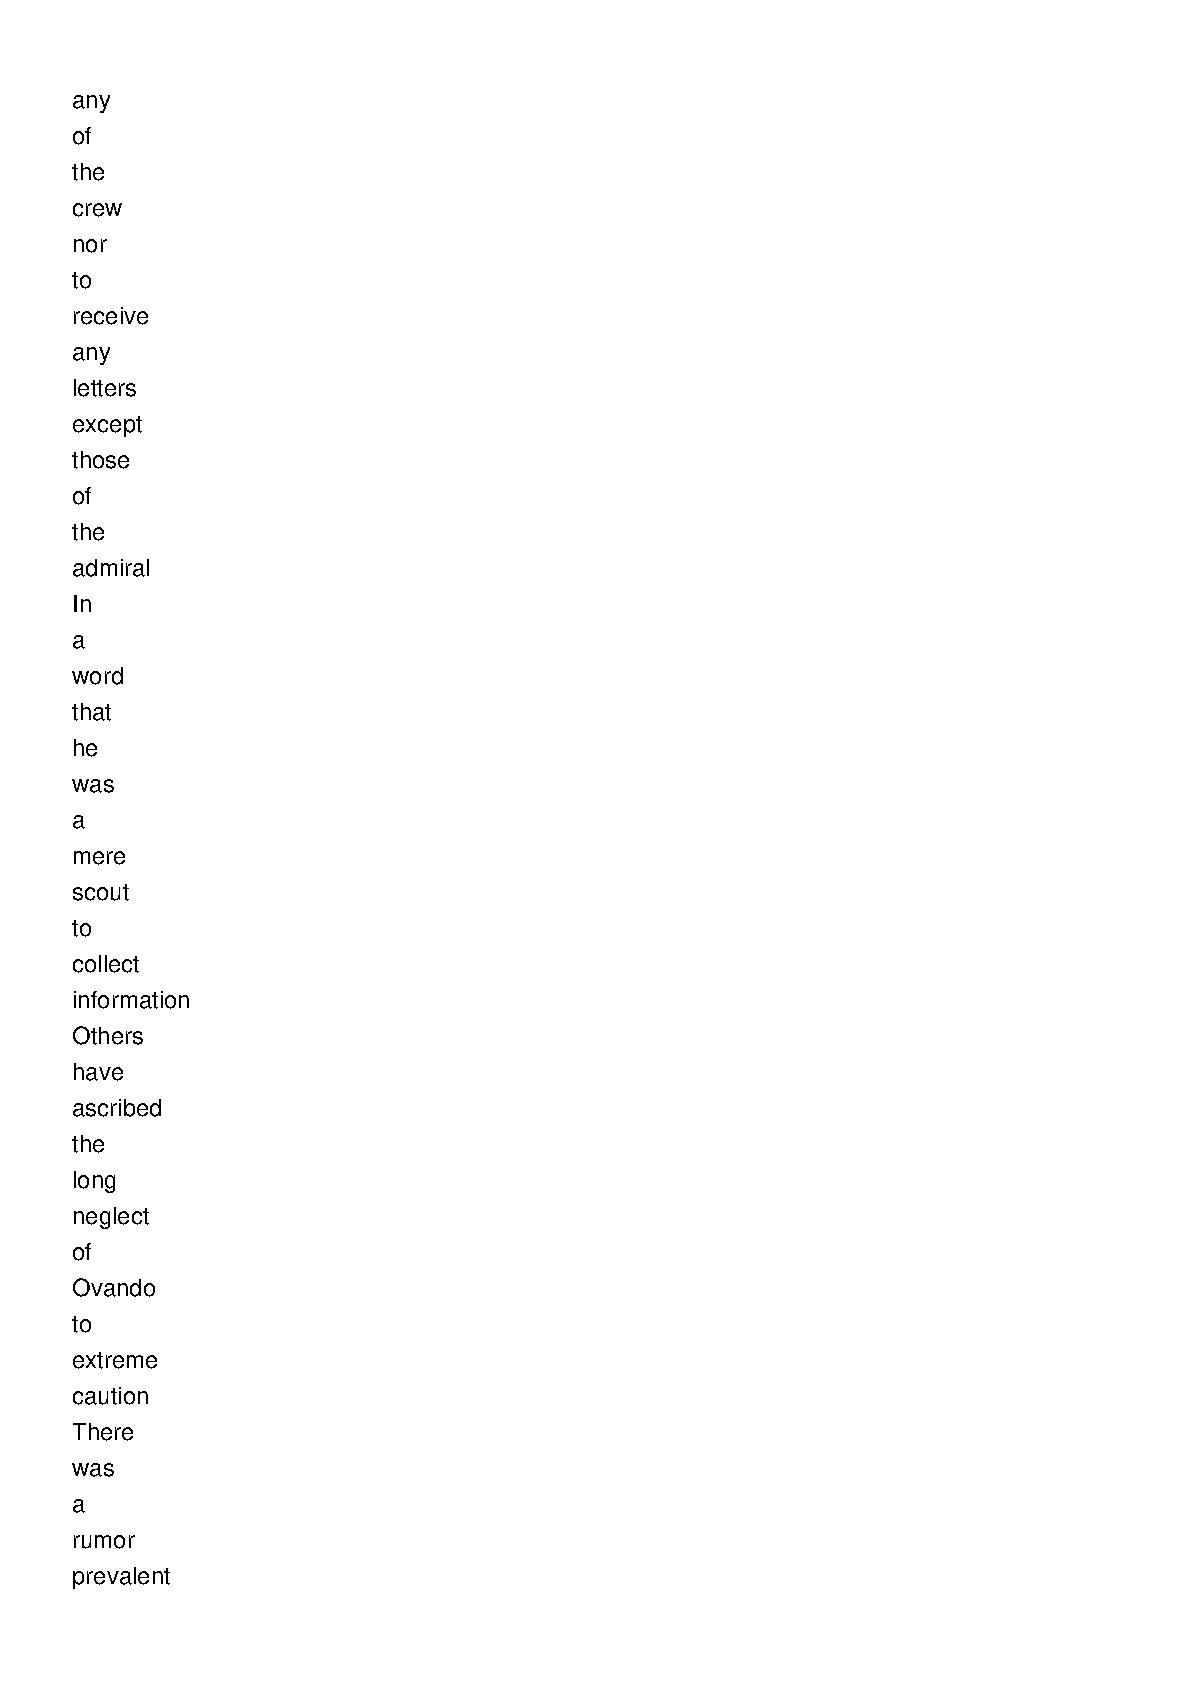 any
of
the
crew
nor
to
receive
any
letters
except
those
of
the
admiral
In
a
word
that
he
was
a
mere
scout
to
collect
information
Others
have
ascribed
the
long
neglect
of
Ovando
to
extreme
caution
There
was
a
rumor
prevalent